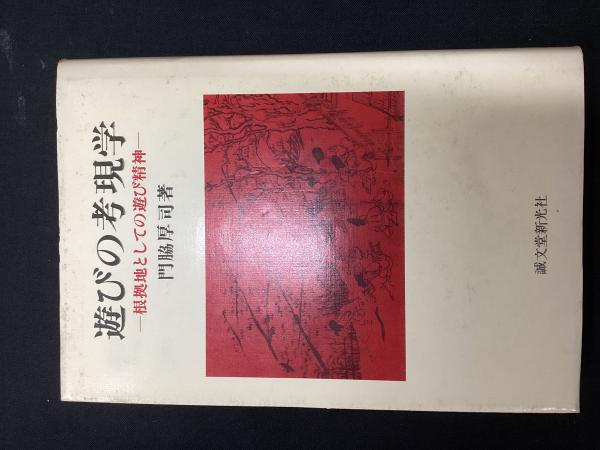 遊びの考現学
―根拠地としての遊び精神―
門脇厚司著
誠文堂新光社